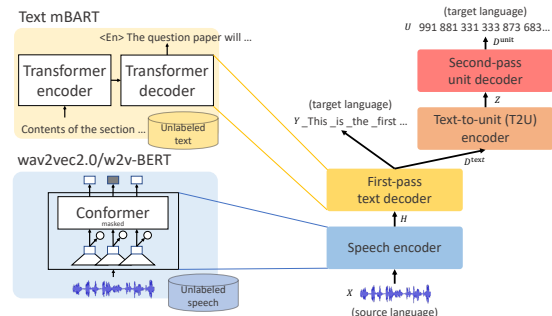 Text mBART
<En> The question paper will ...
Transformer
encoder
Transformer
decoder
Contents of the section ...
Unlabeled
text
wav2vec2.0/w2v-BERT
Conformer
masked
Unlabeled
speech
(target language)
U 991 881 331 333 873 683...
D^unit
Second-pass
unit decoder
Z
Text-to-unit (T2U)
encoder
(target language)
Y _This _is _the _first ...
D^text
First-pass
text decoder
H
Speech encoder
X
(source language)